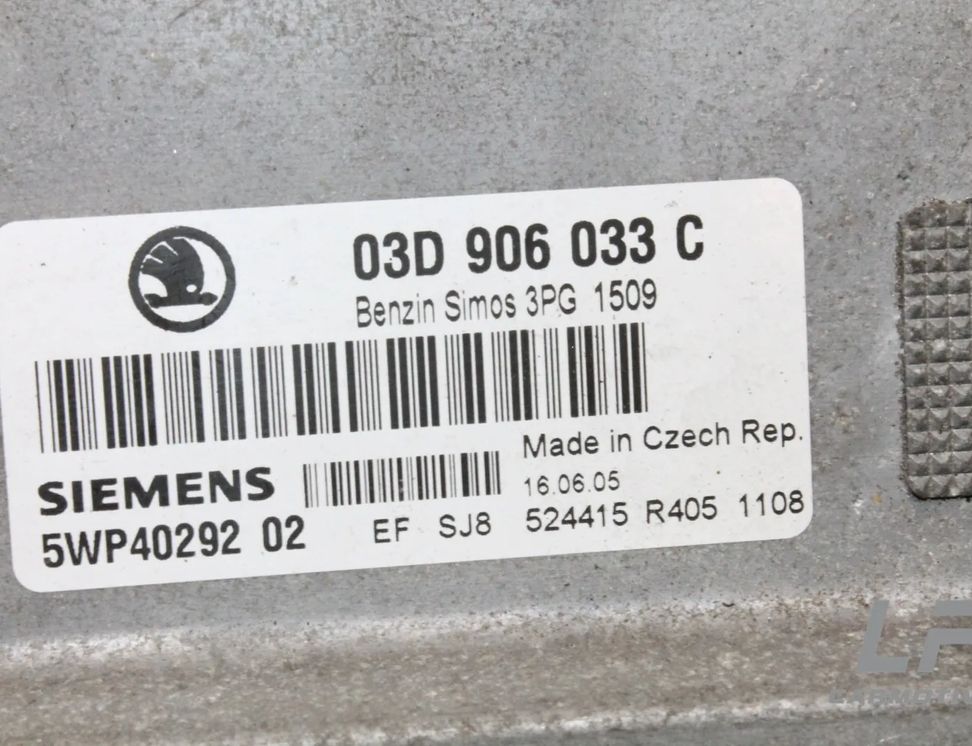 03D 906 033 C
Benzin Simos 3PG 1509
Made in Czech Rep.
SIEMENS
16.06.05
5WP40292 02
EF SJ8 524415 R405 1108